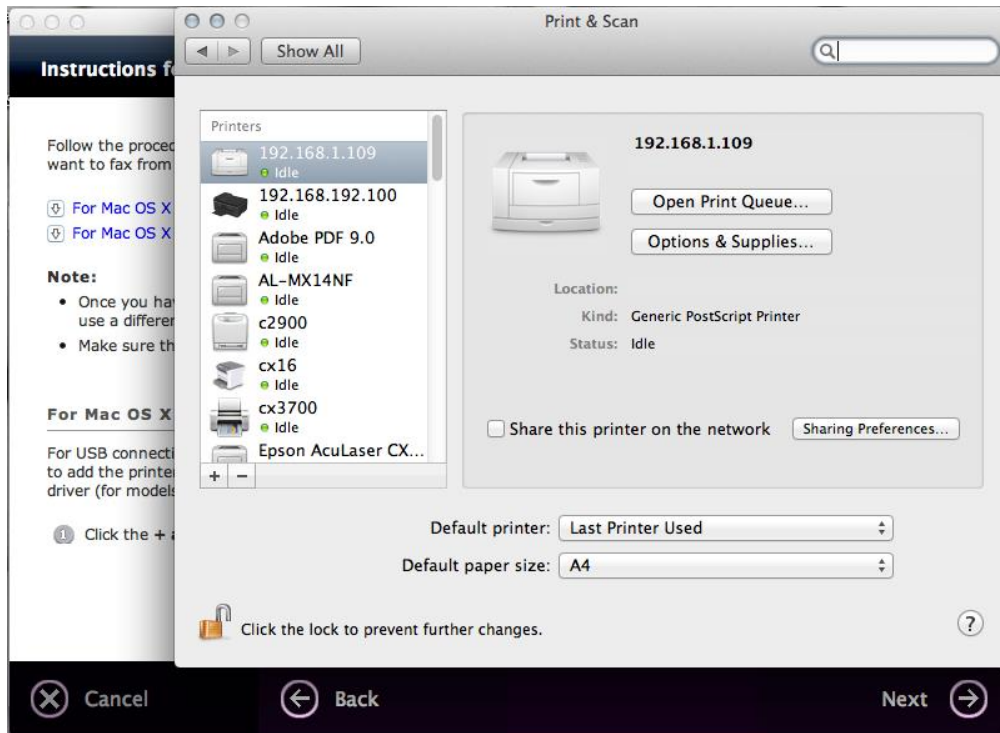 Print & Scan
Show All
Instructions f
Follow the proced
want to fax from
For Mac OS X
For Mac OS X
Note:
• Once you ha
use a differen
• Make sure th
For Mac OS X
For USB connecti
to add the printe
driver (for models
1 Click the + a
Printers
192.168.1.109
Idle
192.168.192.100
Idle
Adobe PDF 9.0
Idle
AL-MX14NF
Idle
c2900
Idle
cx16
Idle
cx3700
Idle
Epson AcuLaser CX...
+ −
192.168.1.109
Open Print Queue...
Options & Supplies...
Location:
Kind: Generic PostScript Printer
Status: Idle
Share this printer on the network
Sharing Preferences...
Default printer: Last Printer Used
Default paper size: A4
Click the lock to prevent further changes.
?
Cancel
Back
Next